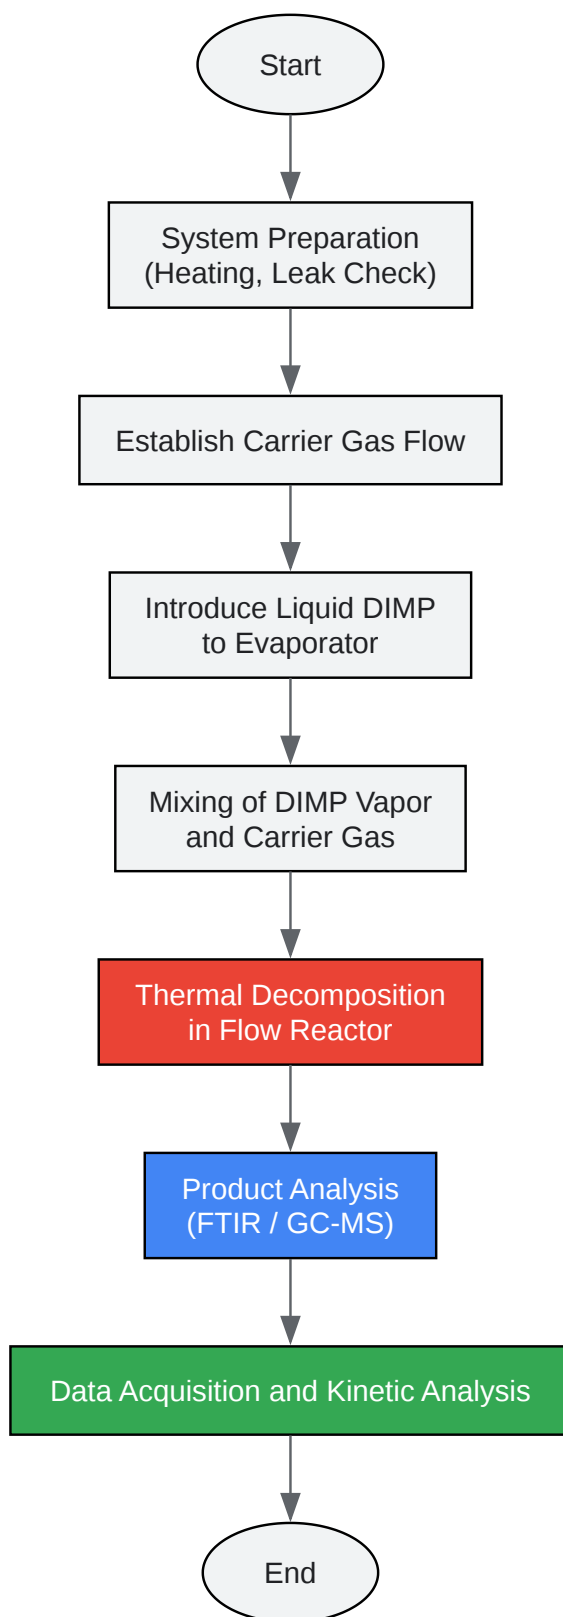 Start
System Preparation
(Heating, Leak Check)
Establish Carrier Gas Flow
Introduce Liquid DIMP
to Evaporator
Mixing of DIMP Vapor
and Carrier Gas
Thermal Decomposition
in Flow Reactor
Product Analysis
(FTIR / GC-MS)
Data Acquisition and Kinetic Analysis
End